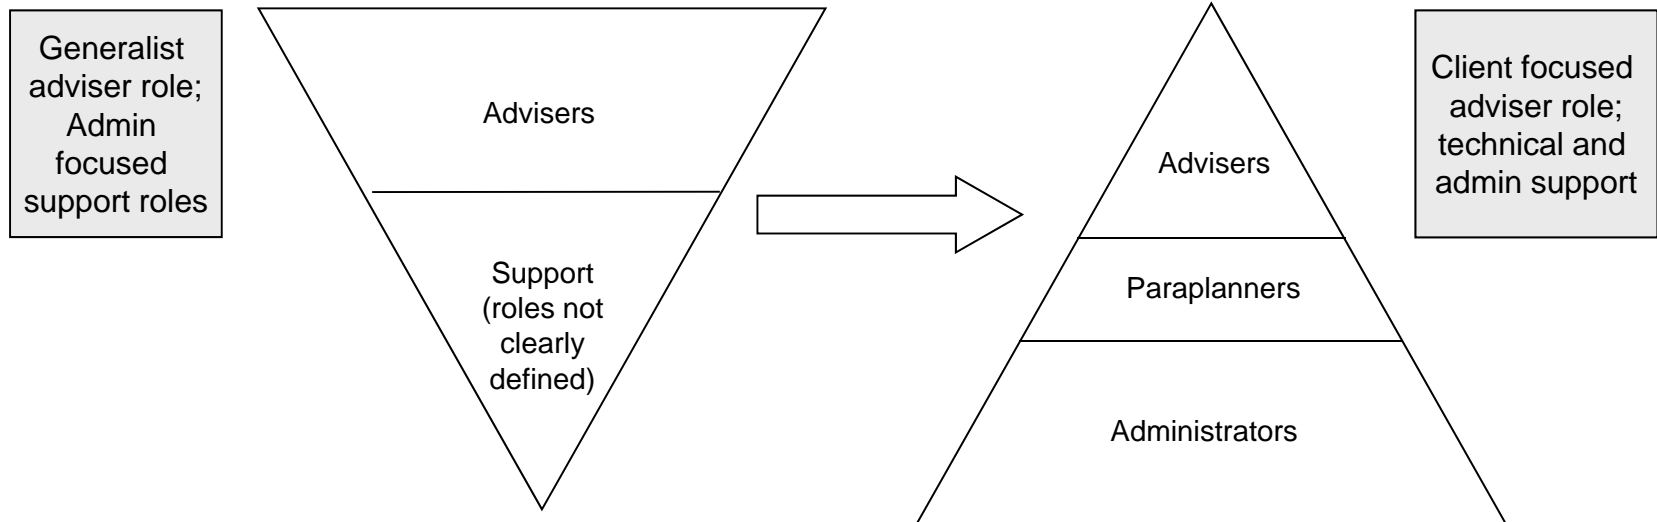 Generalist
adviser role;
Admin
focused
support roles
Advisers
Support
(roles not
clearly
defined)
Advisers
Paraplanners
Administrators
Client focused
adviser role;
technical and
admin support